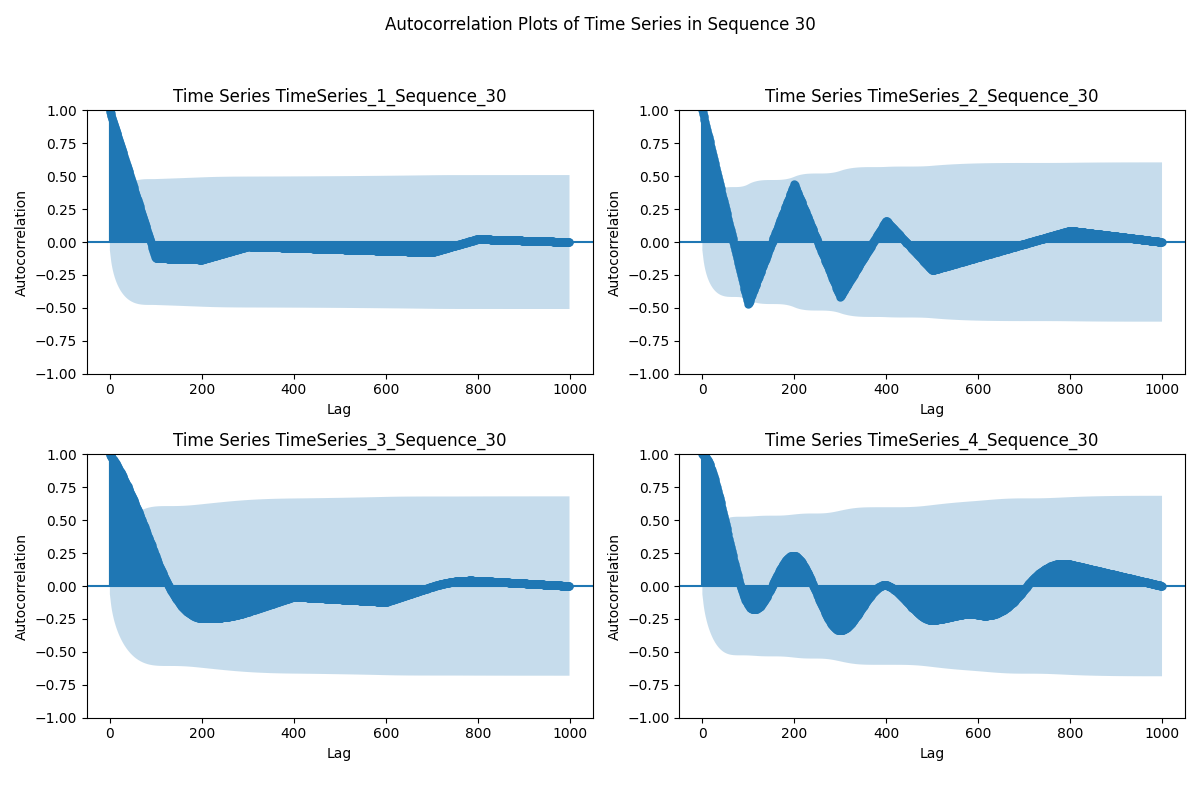 Autocorrelation Plots of Time Series in Sequence 30
Time Series TimeSeries_1_Sequence_30
1.00
0.75
0.50
0.25
0.00
−0.25
−0.50
−0.75
−1.00
Autocorrelation
0 200 400 600 800 1000
Lag
Time Series TimeSeries_2_Sequence_30
1.00
0.75
0.50
0.25
0.00
−0.25
−0.50
−0.75
−1.00
Autocorrelation
0 200 400 600 800 1000
Lag
Time Series TimeSeries_3_Sequence_30
1.00
0.75
0.50
0.25
0.00
−0.25
−0.50
−0.75
−1.00
Autocorrelation
0 200 400 600 800 1000
Lag
Time Series TimeSeries_4_Sequence_30
1.00
0.75
0.50
0.25
0.00
−0.25
−0.50
−0.75
−1.00
Autocorrelation
0 200 400 600 800 1000
Lag